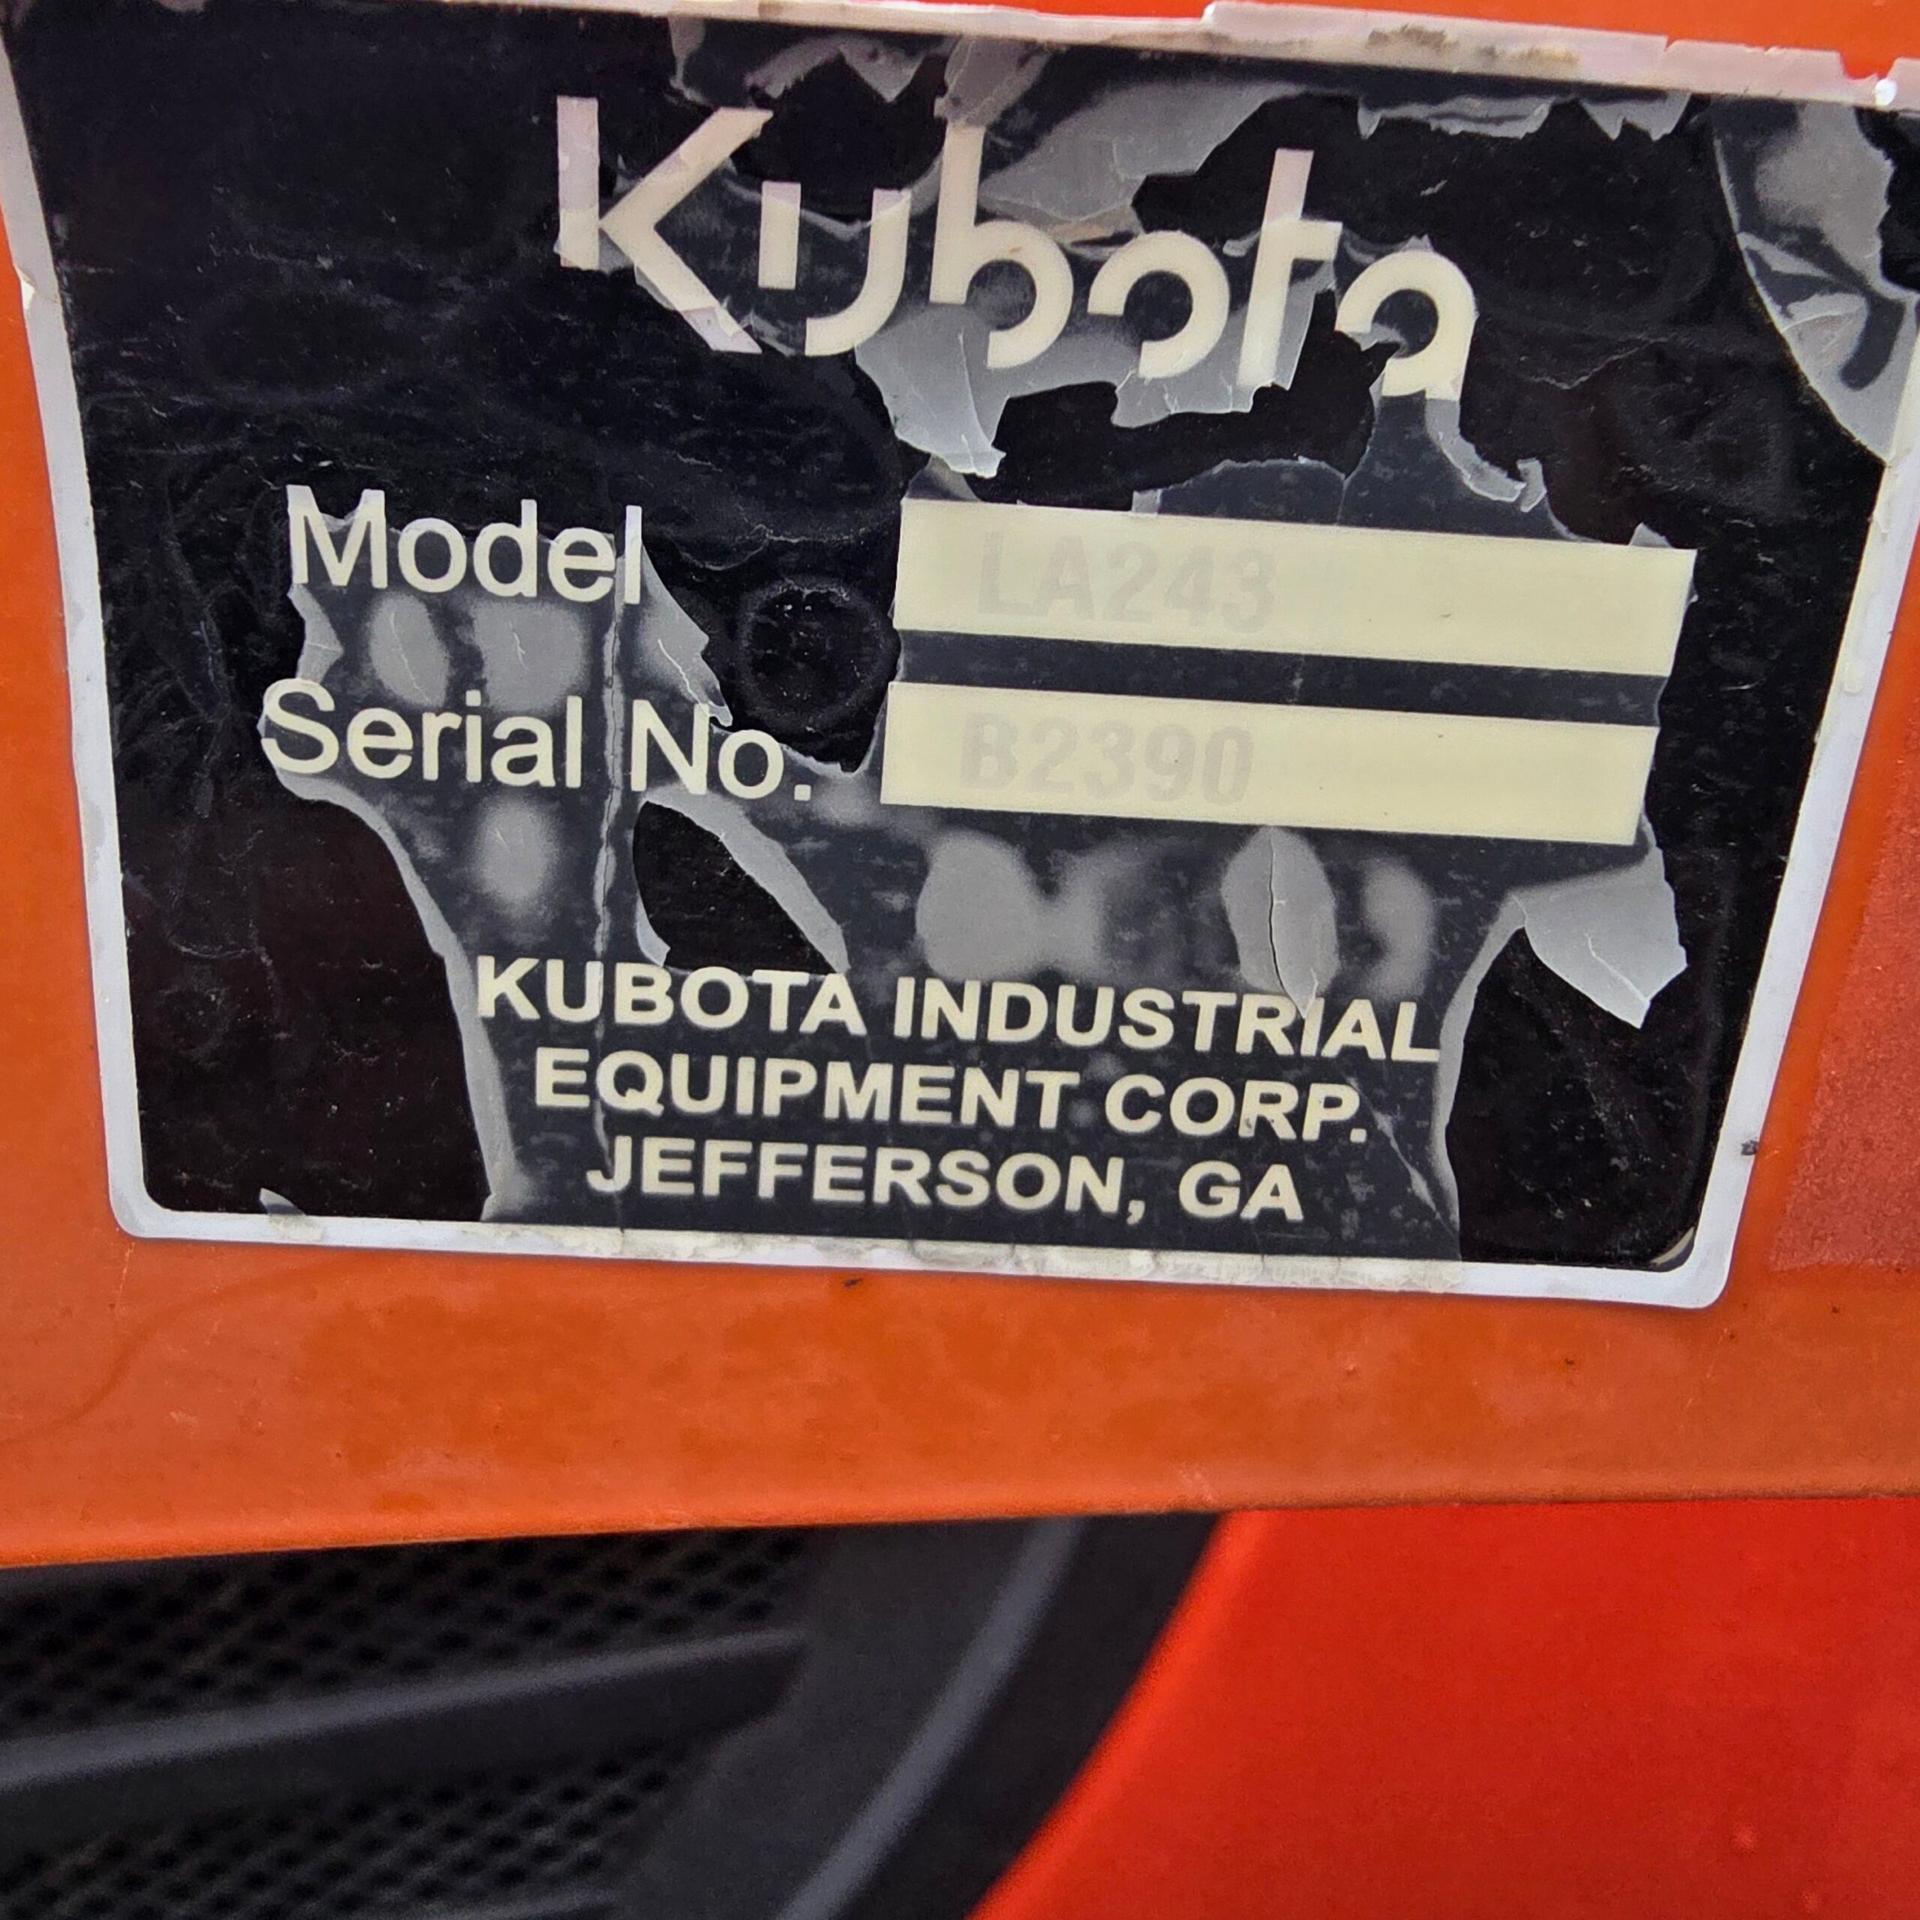 Kubota
Model LA243
Serial No. B2390
KUBOTA INDUSTRIAL
EQUIPMENT CORP.
JEFFERSON, GA